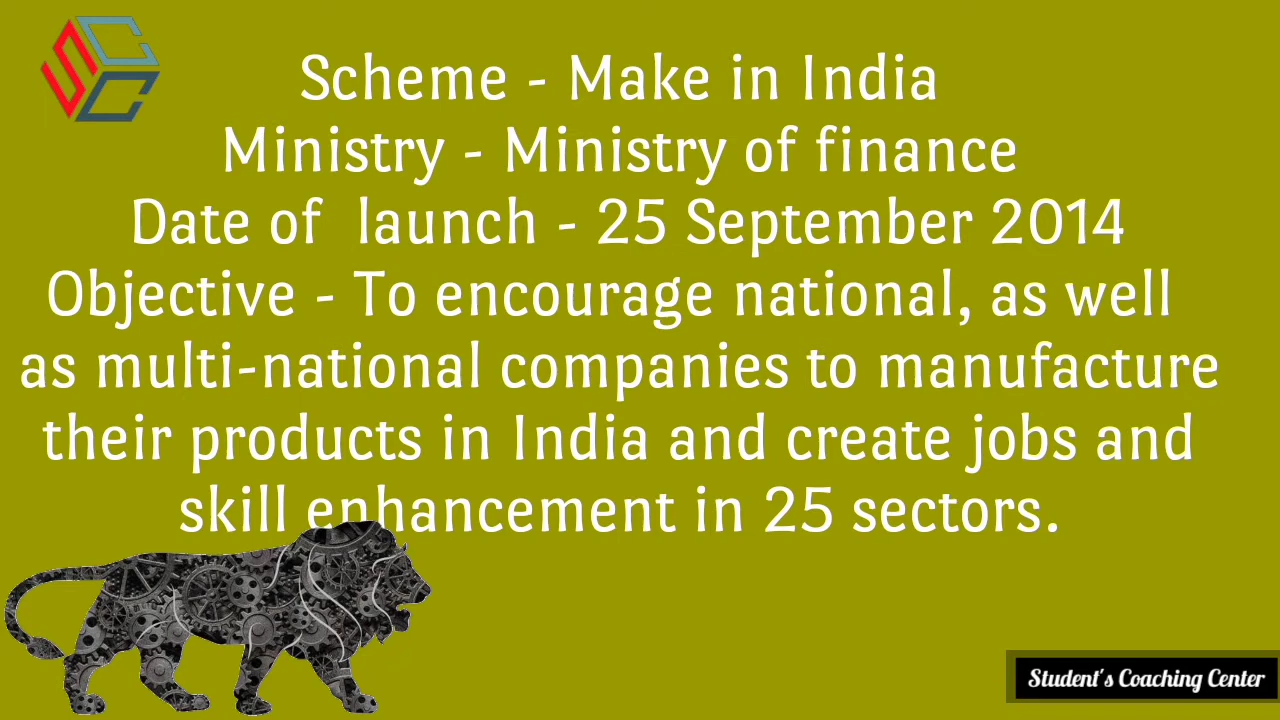 Scheme - Make in India
Ministry - Ministry of finance
Date of launch - 25 September 2014
Objective - To encourage national, as well
as multi-national companies to manufacture
their products in India and create jobs and
skill enhancement in 25 sectors.
Student's Coaching Center